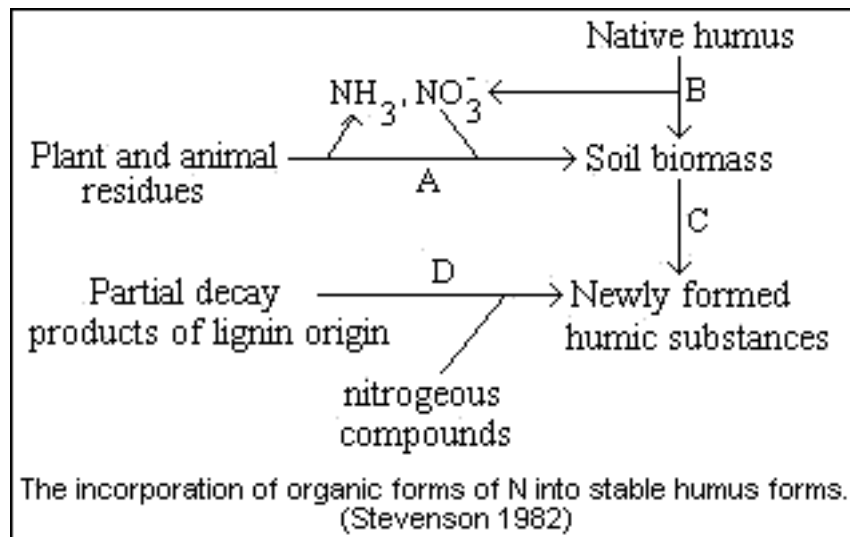 Native humus
NH3, NO3-
B
Plant and animal
residues
A
Soil biomass
C
D
Partial decay
products of lignin origin
Newly formed
humic substances
nitrogeous
compounds
The incorporation of organic forms of N into stable humus forms.
(Stevenson 1982)